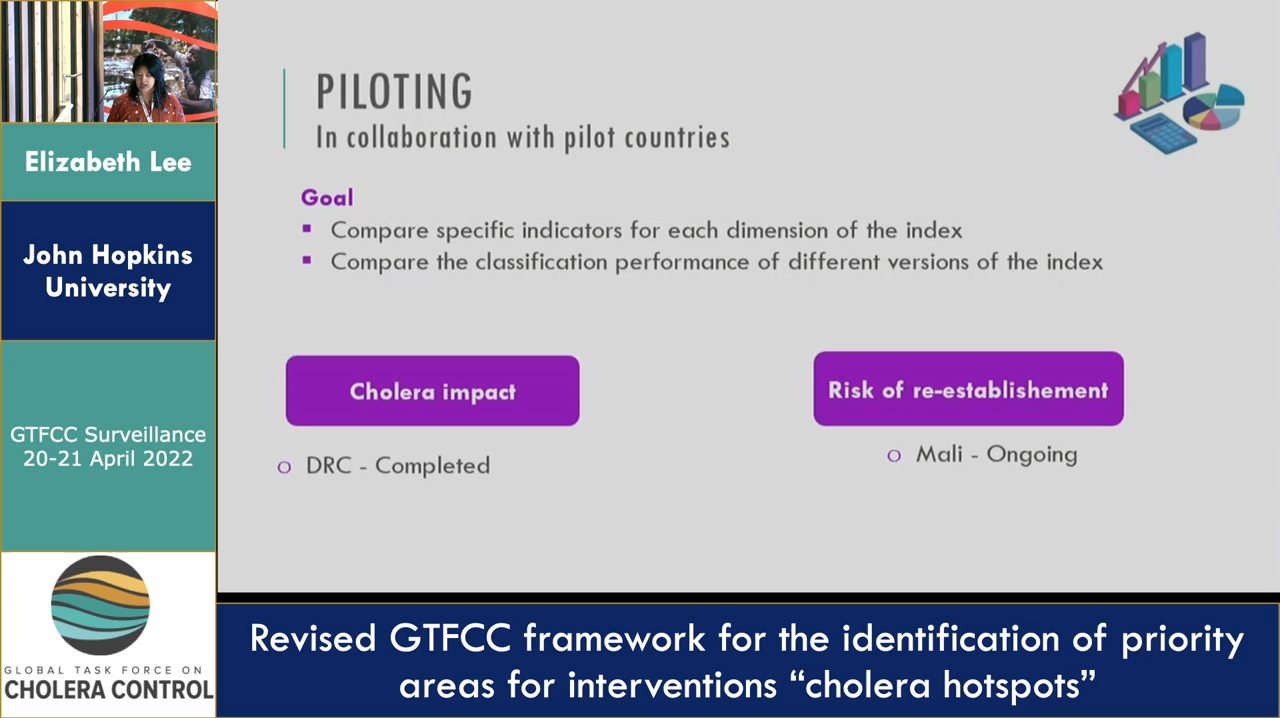 Elizabeth Lee
John Hopkins
University
GTFCC Surveillance
20-21 April 2022
GLOBAL TASK FORCE ON
CHOLERA CONTROL
PILOTING
In collaboration with pilot countries
Goal
▪ Compare specific indicators for each dimension of the index
▪ Compare the classification performance of different versions of the index
Cholera impact
o DRC - Completed
Risk of re-establishement
o Mali - Ongoing
Revised GTFCC framework for the identification of priority
areas for interventions “cholera hotspots”